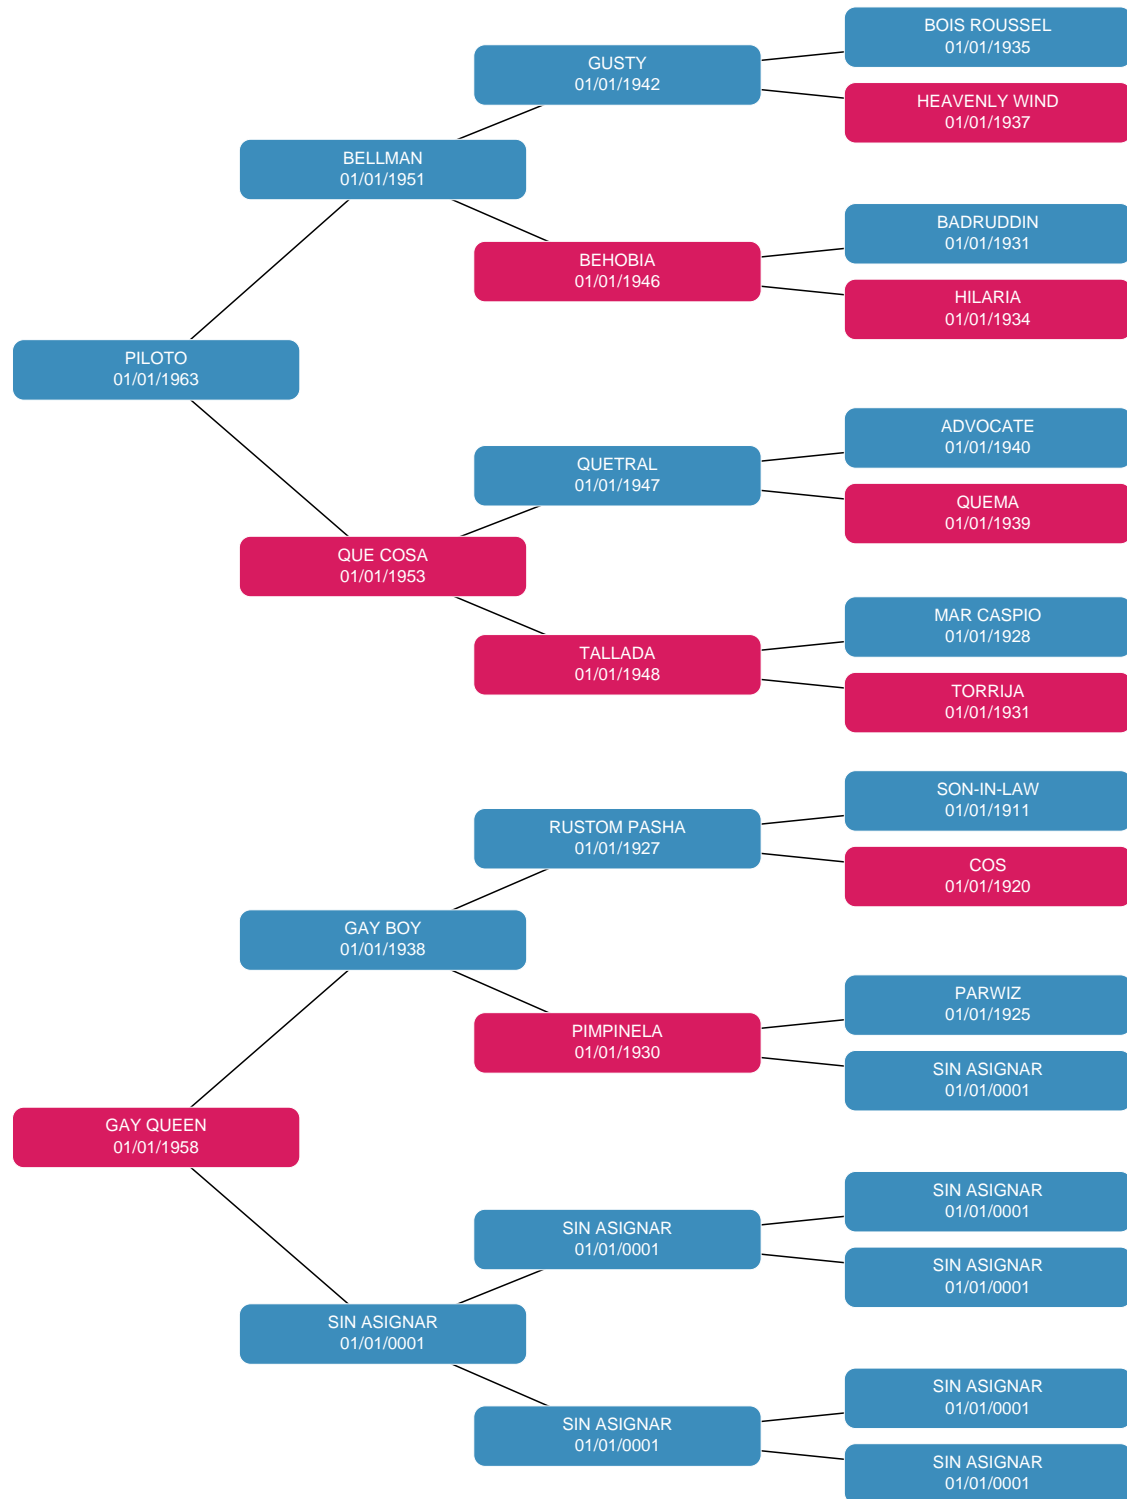 BOIS ROUSSEL
01/01/1935
GUSTY
01/01/1942
HEAVENLY WIND
01/01/1937
BELLMAN
01/01/1951
BADRUDDIN
01/01/1931
BEHOBIA
01/01/1946
HILARIA
01/01/1934
PILOTO
01/01/1963
ADVOCATE
01/01/1940
QUETRAL
01/01/1947
QUEMA
01/01/1939
QUE COSA
01/01/1953
MAR CASPIO
01/01/1928
TALLADA
01/01/1948
TORRIJA
01/01/1931
SON-IN-LAW
01/01/1911
RUSTOM PASHA
01/01/1927
COS
01/01/1920
GAY BOY
01/01/1938
PARWIZ
01/01/1925
PIMPINELA
01/01/1930
SIN ASIGNAR
01/01/0001
GAY QUEEN
01/01/1958
SIN ASIGNAR
01/01/0001
SIN ASIGNAR
01/01/0001
SIN ASIGNAR
01/01/0001
SIN ASIGNAR
01/01/0001
SIN ASIGNAR
01/01/0001
SIN ASIGNAR
01/01/0001
SIN ASIGNAR
01/01/0001